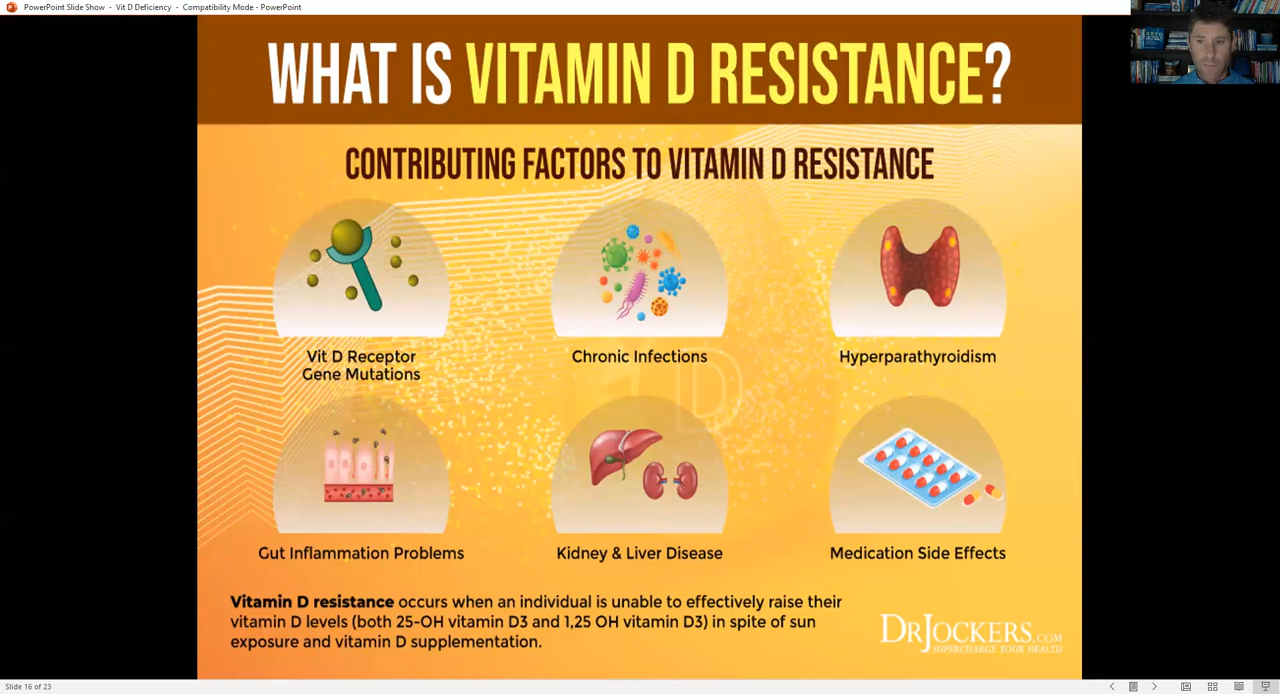 PowerPoint Slide Show - Vit D Deficiency - Compatibility Mode - PowerPoint
WHAT IS VITAMIN D RESISTANCE?
CONTRIBUTING FACTORS TO VITAMIN D RESISTANCE
Vit D Receptor
Gene Mutations
Chronic Infections
Hyperparathyroidism
D
Gut Inflammation Problems
Kidney & Liver Disease
Medication Side Effects
Vitamin D resistance occurs when an individual is unable to effectively raise their
vitamin D levels (both 25-OH vitamin D3 and 1,25 OH vitamin D3) in spite of sun
exposure and vitamin D supplementation.
DRJOCKERS.COM
SUPERCHARGE YOUR HEALTH
Slide 16 of 23